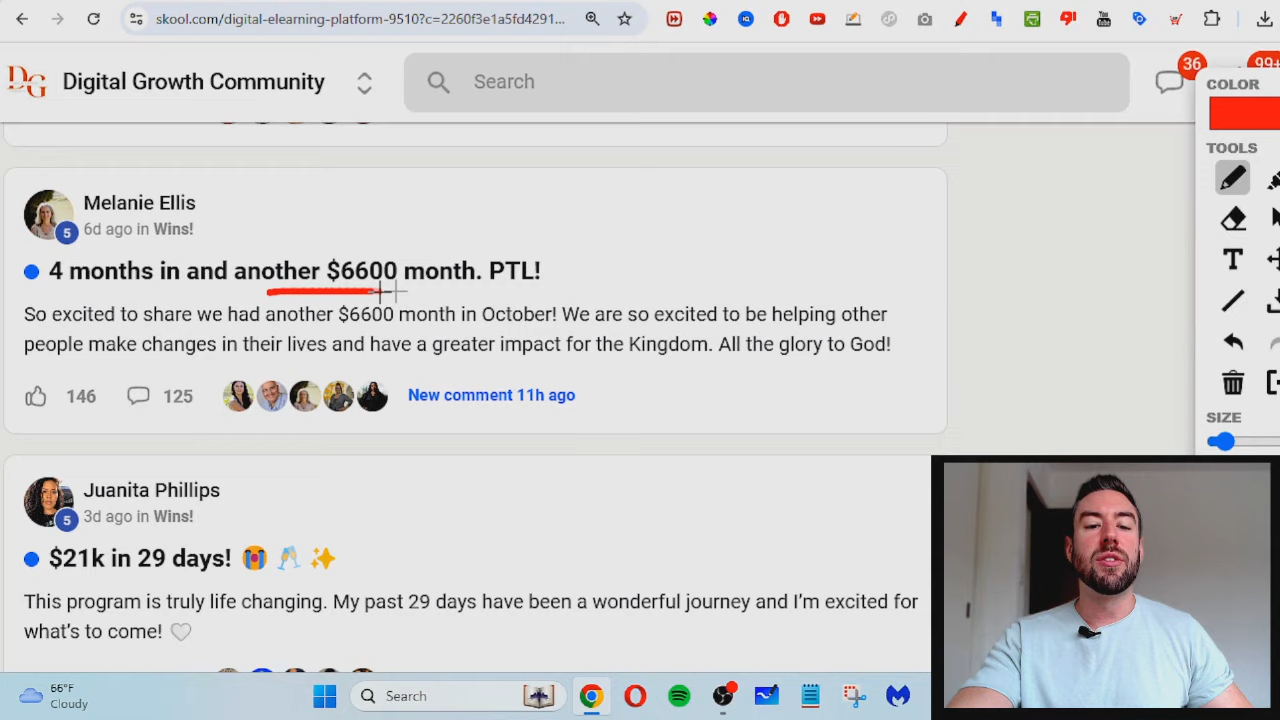 skool.com/digital-elearning-platform-9510?c=2260f3e1a5fd4291...
DG Digital Growth Community
Search
36
99+
COLOR
TOOLS
T
SIZE
Melanie Ellis
5
6d ago in Wins!
4 months in and another $6600 month. PTL!
So excited to share we had another $6600 month in October! We are so excited to be helping other
people make changes in their lives and have a greater impact for the Kingdom. All the glory to God!
146
125
New comment 11h ago
Juanita Phillips
5
3d ago in Wins!
$21k in 29 days! 😭 🥂 ✨
This program is truly life changing. My past 29 days have been a wonderful journey and I'm excited for
what's to come! 🤍
66°F
Cloudy
Search